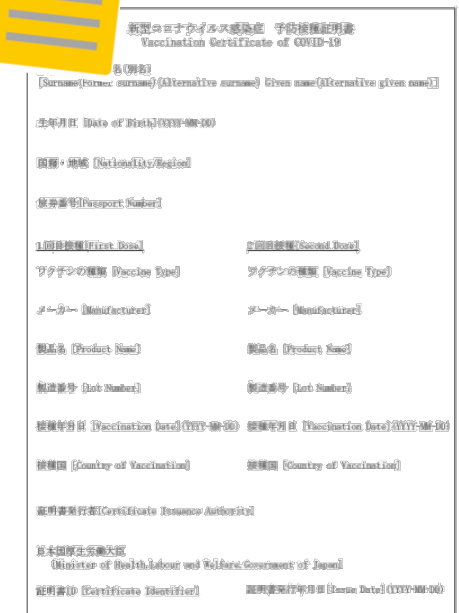 新型コロナウイルス感染症 予防接種証明書
Vaccination Certificate of COVID-19
名(別名)
[Surname(Former surname)(Alternative surname) Given name(Alternative given name)]
生年月日 [Date of Birth](YYYY-MM-DD)
国籍・地域 [Nationality/Region]
旅券番号[Passport Number]
1回目接種[First Dose] 2回目接種[Second Dose]
ワクチンの種類 [Vaccine Type] ワクチンの種類 [Vaccine Type]
メーカー [Manufacturer] メーカー [Manufacturer]
製品名 [Product Name] 製品名 [Product Name]
製造番号 [Lot Number] 製造番号 [Lot Number]
接種年月日 [Vaccination Date](YYYY-MM-DD) 接種年月日 [Vaccination Date](YYYY-MM-DD)
接種国 [Country of Vaccination] 接種国 [Country of Vaccination]
証明書発行者[Certificate Issuance Authority]
日本国厚生労働大臣
[Minister of Health,Labour and Welfare,Goverment of Japan]
証明書ID [Certificate Identifier] 証明書発行年月日 [Issue Date](YYYY-MM-DD)